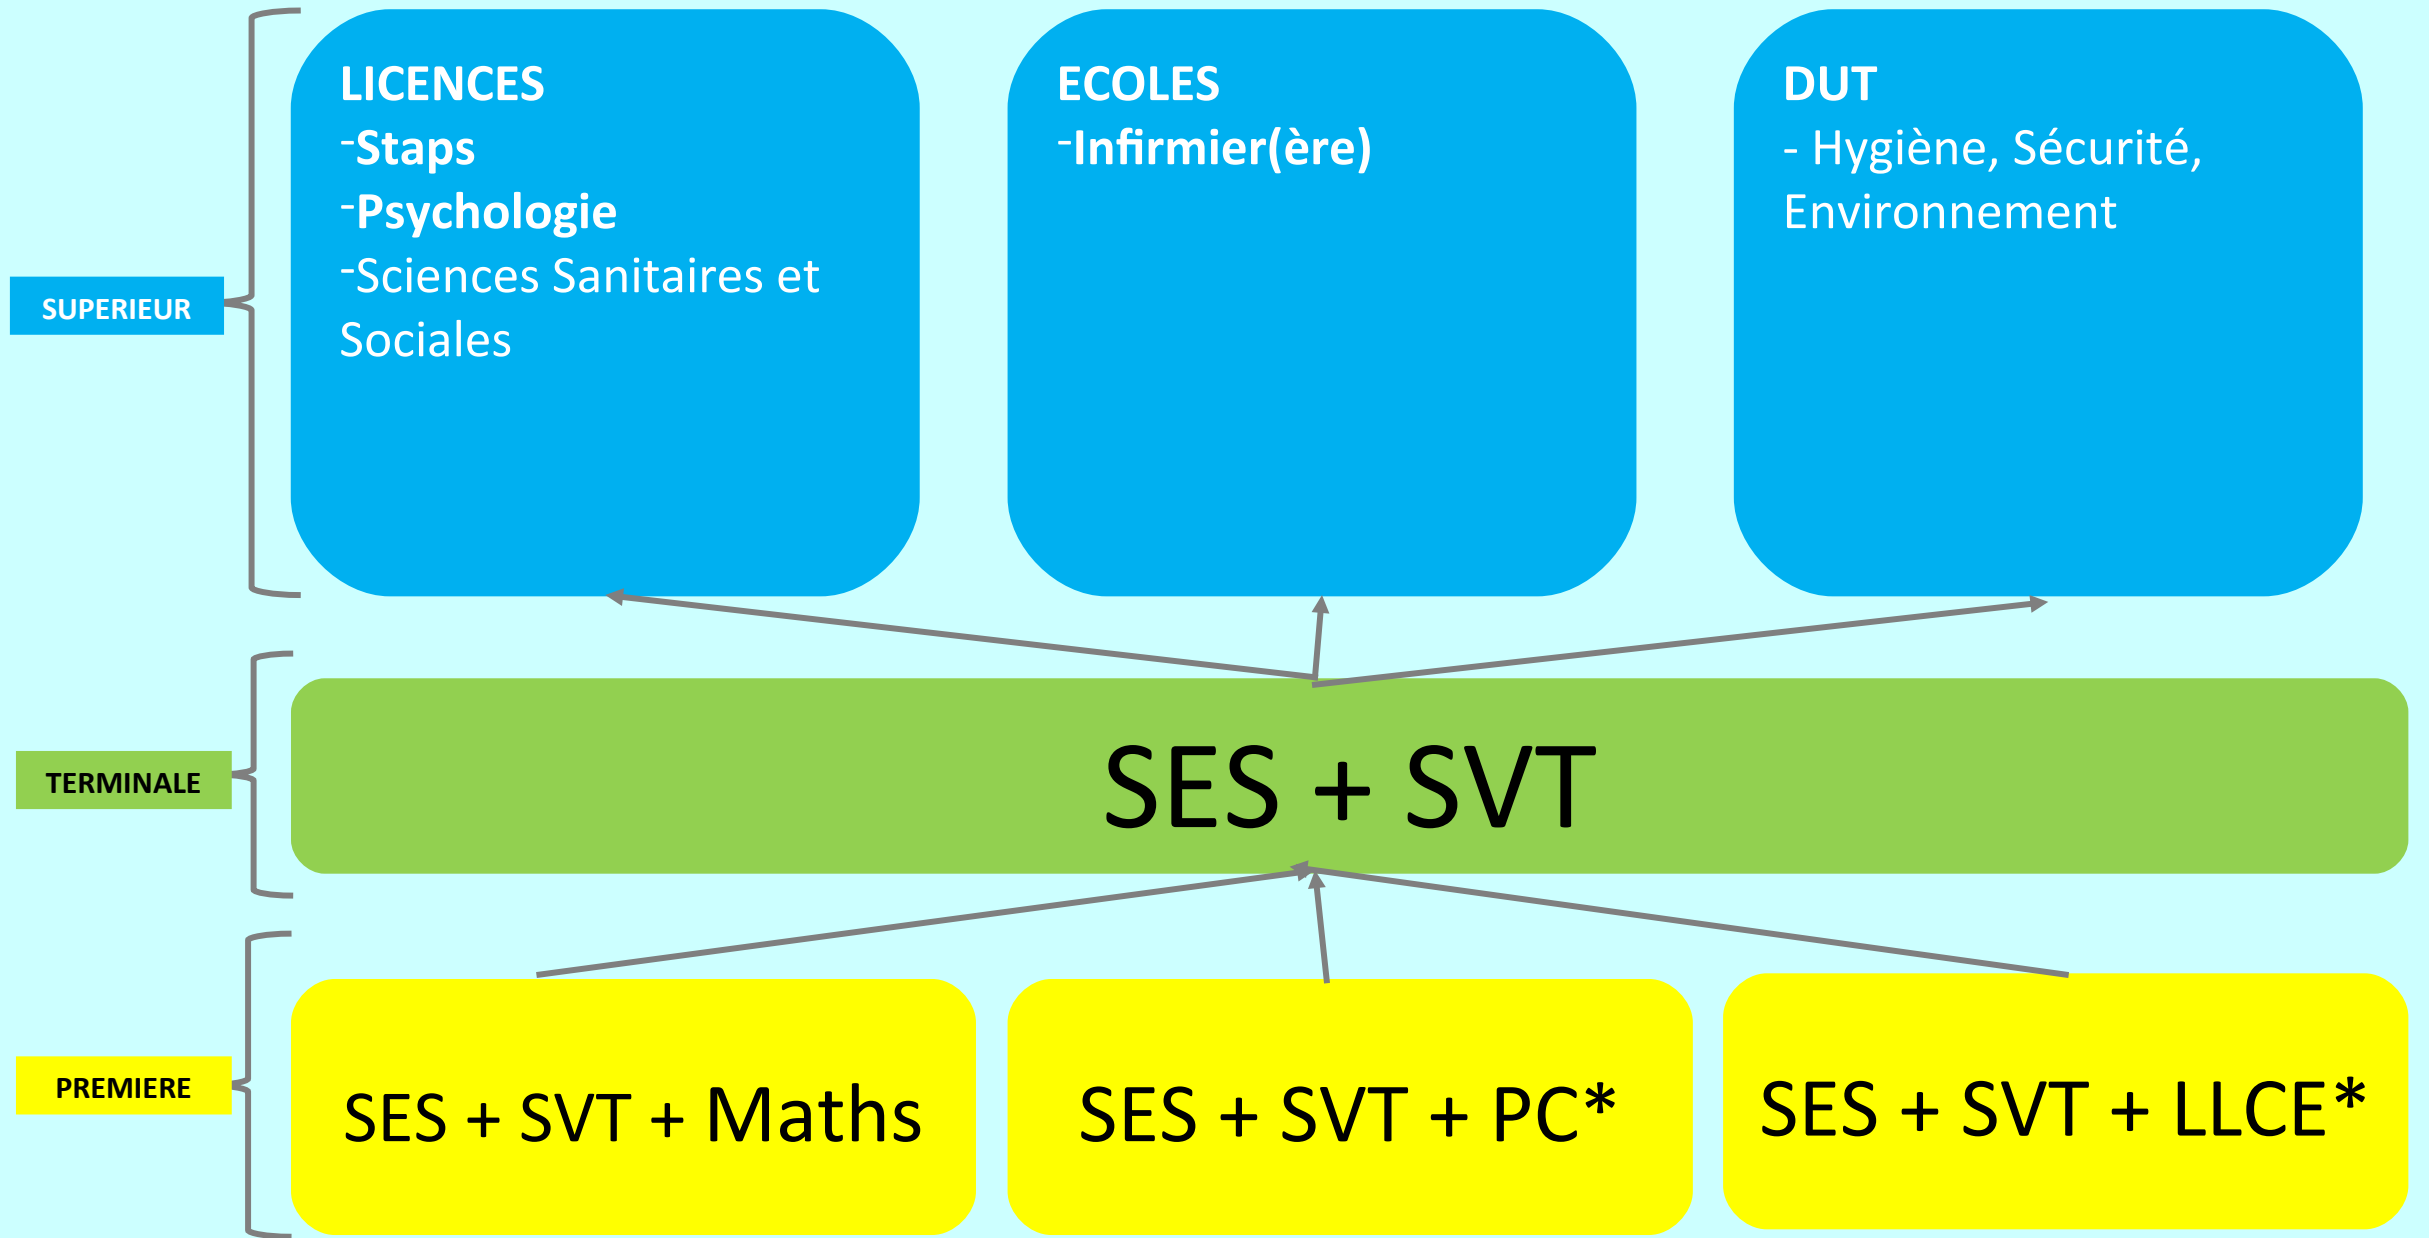 LICENCES
-Staps
-Psychologie
-Sciences Sanitaires et
Sociales
ECOLES
-Infirmier(ère)
DUT
- Hygiène, Sécurité,
Environnement
SUPERIEUR
TERMINALE
SES + SVT
PREMIERE
SES + SVT + Maths
SES + SVT + PC*
SES + SVT + LLCE*